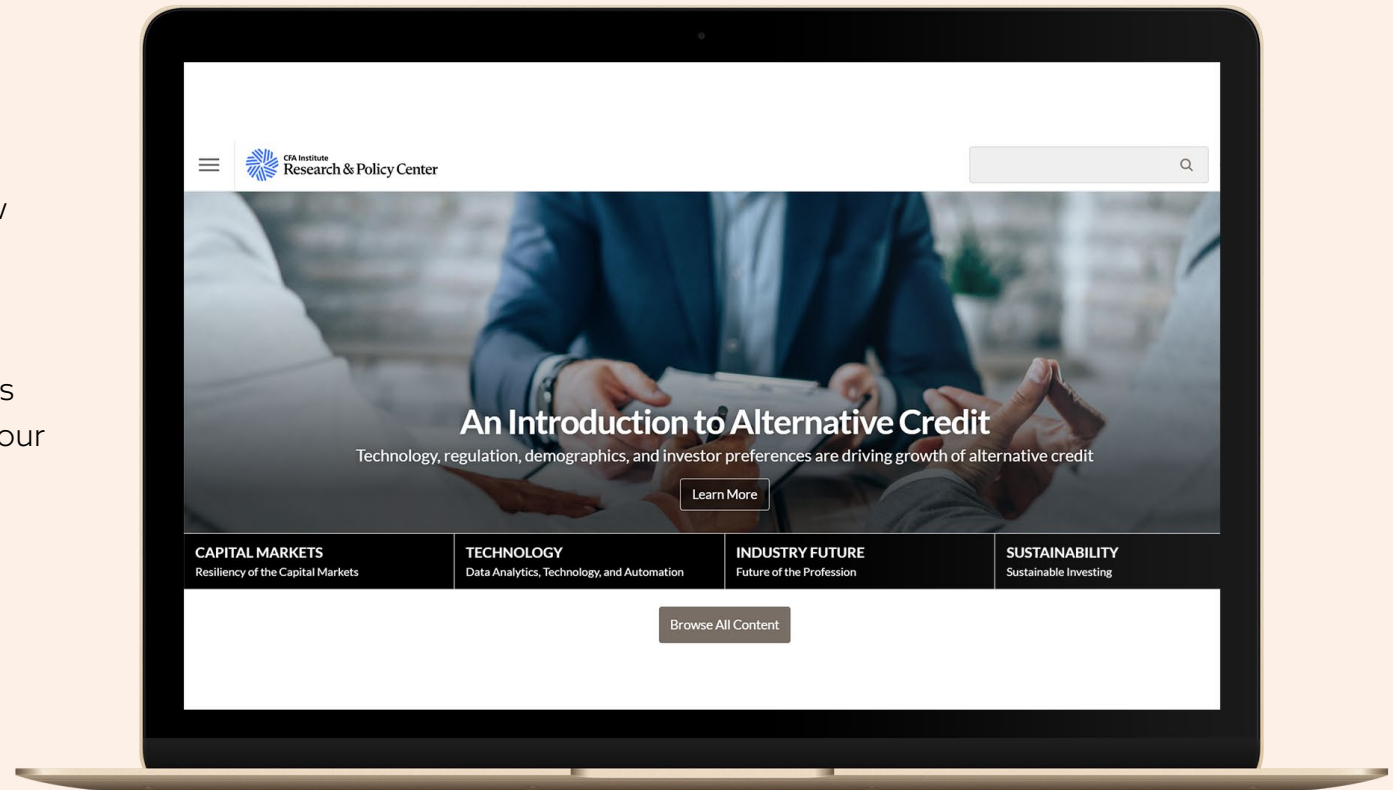 CFA Institute
Research & Policy Center
An Introduction to Alternative Credit
Technology, regulation, demographics, and investor preferences are driving growth of alternative credit
Learn More
CAPITAL MARKETS
Resiliency of the Capital Markets
TECHNOLOGY
Data Analytics, Technology, and Automation
INDUSTRY FUTURE
Future of the Profession
SUSTAINABILITY
Sustainable Investing
Browse All Content